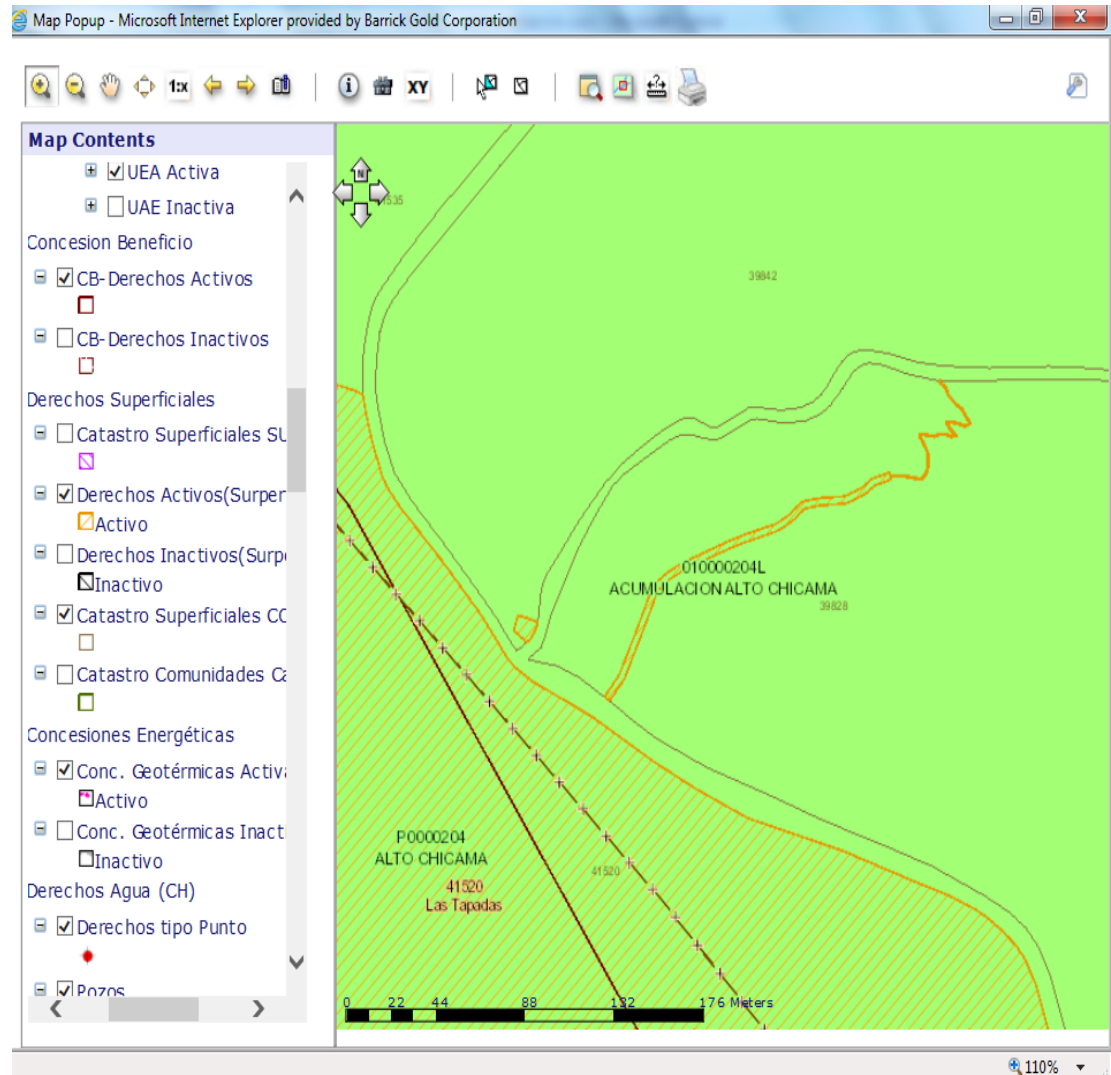 Map Popup - Microsoft Internet Explorer provided by Barrick Gold Corporation
1:x
i
XY
Map Contents
UEA Activa
UAE Inactiva
Concesion Beneficio
CB-Derechos Activos
CB-Derechos Inactivos
Derechos Superficiales
Catastro Superficiales SU
Derechos Activos(Surper
Activo
Derechos Inactivos(Surpe
Inactivo
Catastro Superficiales CO
Catastro Comunidades Ca
Concesiones Energéticas
Conc. Geotérmicas Activa
Activo
Conc. Geotérmicas Inacti
Inactivo
Derechos Agua (CH)
Derechos tipo Punto
Pozos
N
39842
010000204L
ACUMULACION ALTO CHICAMA
39828
P0000204
ALTO CHICAMA
41520
Las Tapadas
41520
0 22 44 88 132 176 Meters
110%